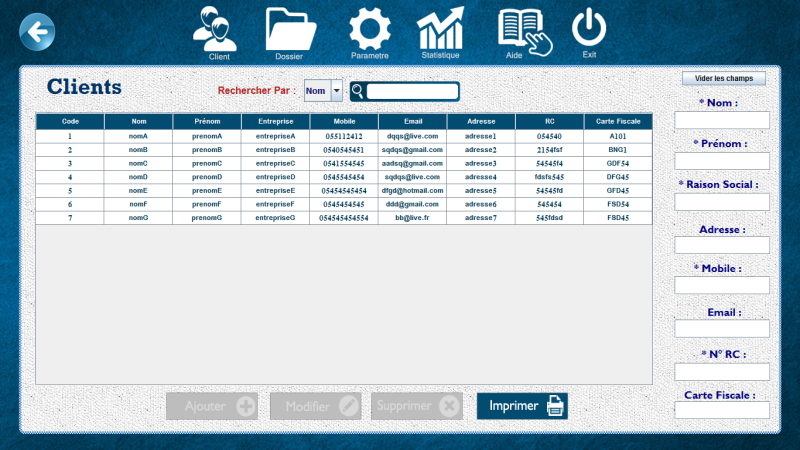 Client Dossier Parametre Statistique Aide Exit
Clients
Rechercher Par : Nom
Vider les champs
Code Nom Prénom Entreprise Mobile Email Adresse RC Carte Fiscale
1 nomA prenomA entrepriseA 055112412 dqqs@live.com adresse1 054540 A101
2 nomB prenomB entrepriseB 0540545451 sqdqs@gmail.com adresse2 2154fsf BNG1
3 nomC prenomC entrepriseC 0541554545 aadsq@gmail.com adresse3 54545f4 GDF54
4 nomD prenomD entrepriseD 0545545454 sqdqs@live.com adresse4 fdsfs545 DFG45
5 nomE prenomE entrepriseE 05454545454 dfgd@hotmail.com adresse5 54545fd GFD45
6 nomF prenomF entrepriseF 0545454545 ddd@gmail.com adresse6 545454 FSD54
7 nomG prenomG entrepriseG 054545454554 bb@live.fr adresse7 545fdsd FSD45
* Nom :
* Prénom :
* Raison Social :
Adresse :
* Mobile :
Email :
* N° RC :
Carte Fiscale :
Ajouter Modifier Supprimer Imprimer